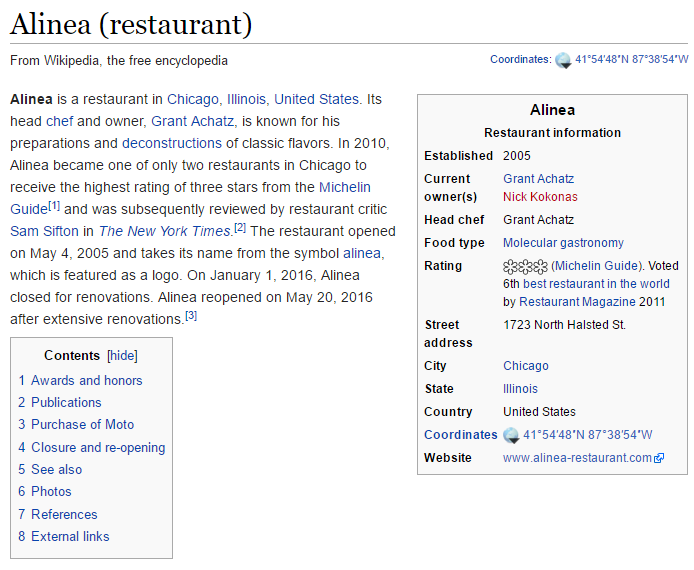 Alinea (restaurant)
From Wikipedia, the free encyclopedia
Coordinates: 41°54′48″N 87°38′54″W
Alinea is a restaurant in Chicago, Illinois, United States. Its
head chef and owner, Grant Achatz, is known for his
preparations and deconstructions of classic flavors. In 2010,
Alinea became one of only two restaurants in Chicago to
receive the highest rating of three stars from the Michelin
Guide[1] and was subsequently reviewed by restaurant critic
Sam Sifton in The New York Times.[2] The restaurant opened
on May 4, 2005 and takes its name from the symbol alinea,
which is featured as a logo. On January 1, 2016, Alinea
closed for renovations. Alinea reopened on May 20, 2016
after extensive renovations.[3]
Contents [hide]
1 Awards and honors
2 Publications
3 Purchase of Moto
4 Closure and re-opening
5 See also
6 Photos
7 References
8 External links
Alinea
Restaurant information
Established 2005
Current Grant Achatz
owner(s) Nick Kokonas
Head chef Grant Achatz
Food type Molecular gastronomy
Rating (Michelin Guide). Voted
6th best restaurant in the world
by Restaurant Magazine 2011
Street 1723 North Halsted St.
address
City Chicago
State Illinois
Country United States
Coordinates 41°54′48″N 87°38′54″W
Website www.alinea-restaurant.com